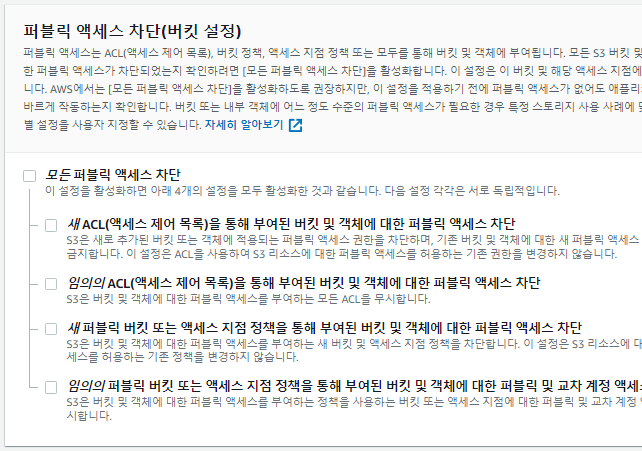 퍼블릭 액세스 차단(버킷 설정)
퍼블릭 액세스는 ACL(액세스 제어 목록), 버킷 정책, 액세스 지점 정책 또는 모두를 통해 버킷 및 객체에 부여됩니다. 모든 S3 버킷 및
한 퍼블릭 액세스가 차단되었는지 확인하려면 [모든 퍼블릭 액세스 차단]을 활성화합니다. 이 설정은 이 버킷 및 해당 액세스 지점에
니다. AWS에서는 [모든 퍼블릭 액세스 차단]을 활성화하도록 권장하지만, 이 설정을 적용하기 전에 퍼블릭 액세스가 없어도 애플리
바르게 작동하는지 확인합니다. 버킷 또는 내부 객체에 어느 정도 수준의 퍼블릭 액세스가 필요한 경우 특정 스토리지 사용 사례에 맞
별 설정을 사용자 지정할 수 있습니다. 자세히 알아보기
모든 퍼블릭 액세스 차단
이 설정을 활성화하면 아래 4개의 설정을 모두 활성화한 것과 같습니다. 다음 설정 각각은 서로 독립적입니다.
새 ACL(액세스 제어 목록)을 통해 부여된 버킷 및 객체에 대한 퍼블릭 액세스 차단
S3은 새로 추가된 버킷 또는 객체에 적용되는 퍼블릭 액세스 권한을 차단하며, 기존 버킷 및 객체에 대한 새 퍼블릭 액세스
금지합니다. 이 설정은 ACL을 사용하여 S3 리소스에 대한 퍼블릭 액세스를 허용하는 기존 권한을 변경하지 않습니다.
임의의 ACL(액세스 제어 목록)을 통해 부여된 버킷 및 객체에 대한 퍼블릭 액세스 차단
S3은 버킷 및 객체에 대한 퍼블릭 액세스를 부여하는 모든 ACL을 무시합니다.
새 퍼블릭 버킷 또는 액세스 지점 정책을 통해 부여된 버킷 및 객체에 대한 퍼블릭 액세스 차단
S3은 버킷 및 객체에 대한 퍼블릭 액세스를 부여하는 새 버킷 및 액세스 지점 정책을 차단합니다. 이 설정은 S3 리소스에 대
세스를 허용하는 기존 정책을 변경하지 않습니다.
임의의 퍼블릭 버킷 또는 액세스 지점 정책을 통해 부여된 버킷 및 객체에 대한 퍼블릭 및 교차 계정 액세
S3은 버킷 및 객체에 대한 퍼블릭 액세스를 부여하는 정책을 사용하는 버킷 또는 액세스 지점에 대한 퍼블릭 및 교차 계정
시합니다.